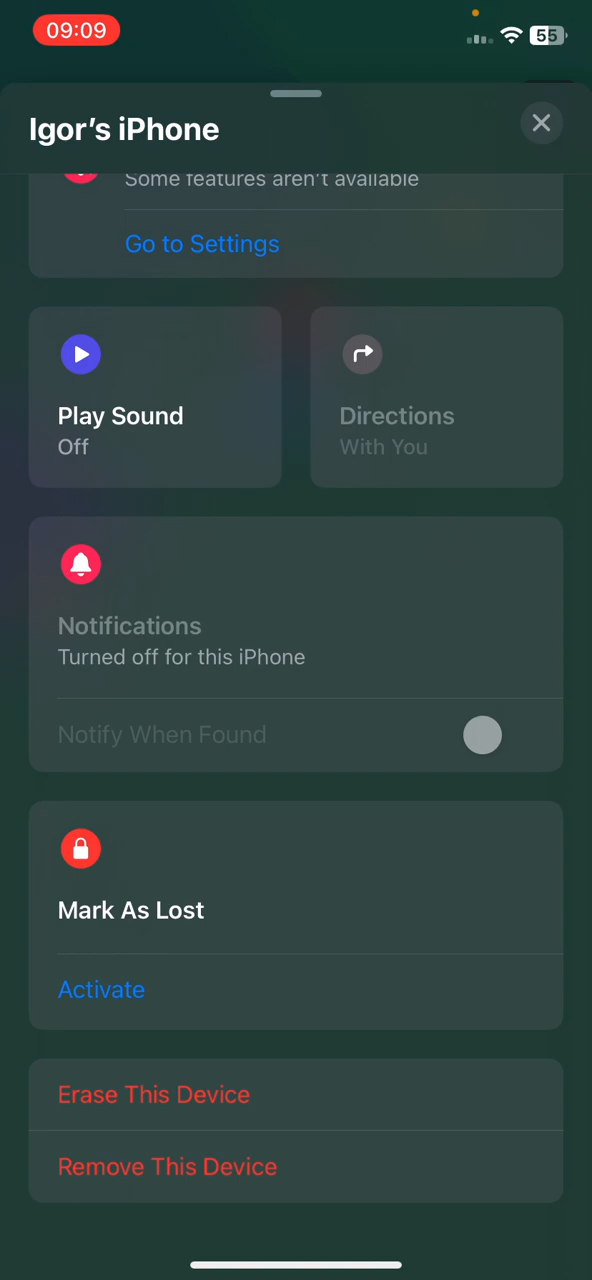 09:09
55
Igor's iPhone
Some features aren't available
Go to Settings
Play Sound
Off
Directions
With You
Notifications
Turned off for this iPhone
Notify When Found
Mark As Lost
Activate
Erase This Device
Remove This Device